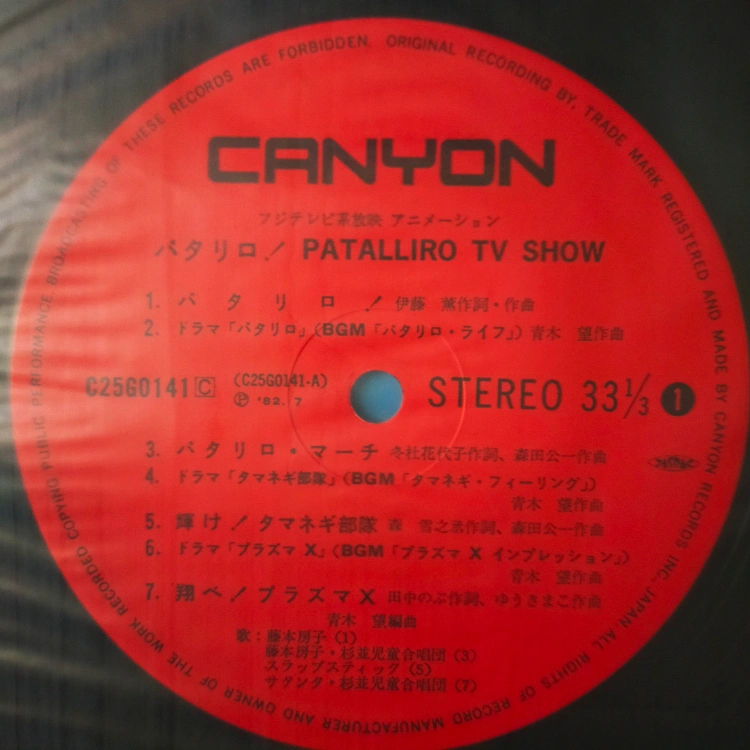 ORIGINAL RECORDING BY, TRADE MARK REGISTERED AND MADE BY CANYON RECORDS INC, JAPAN. ALL RIGHTS OF RECORD MANUFACTURER AND OWNER OF THE WORK RECORDED COPYING PUBLIC PERFORMANCE BROADCASTING OF THESE RECORDS ARE FORBIDDEN.
CANYON
フジテレビ系放映 アニメーション
パタリロ! PATALLIRO TV SHOW
1. パタリロ! 伊藤 薫作詞・作曲
2. ドラマ「パタリロ」(BGM「パタリロ・ライフ」) 青木 望作曲
C25G0141 C (C25G0141-A) STEREO 33 1/3 1
Ⓟ '82. 7
3. パタリロ・マーチ 冬杜花代子作詞、森田公一作曲
4. ドラマ「タマネギ部隊」(BGM「タマネギ・フィーリング」)
青木 望作曲
5. 輝け! タマネギ部隊 森 雪之丞作詞、森田公一作曲
6. ドラマ「プラズマ X」(BGM「プラズマ X インプレッション」)
青木 望作曲
7. 翔べ! プラズマX 田中のぶ作詞、ゆうきまこ作曲
青木 望編曲
歌:藤本房子(1)
藤本房子・杉並児童合唱団(3)
スラップスティック(5)
サタンタ・杉並児童合唱団(7)